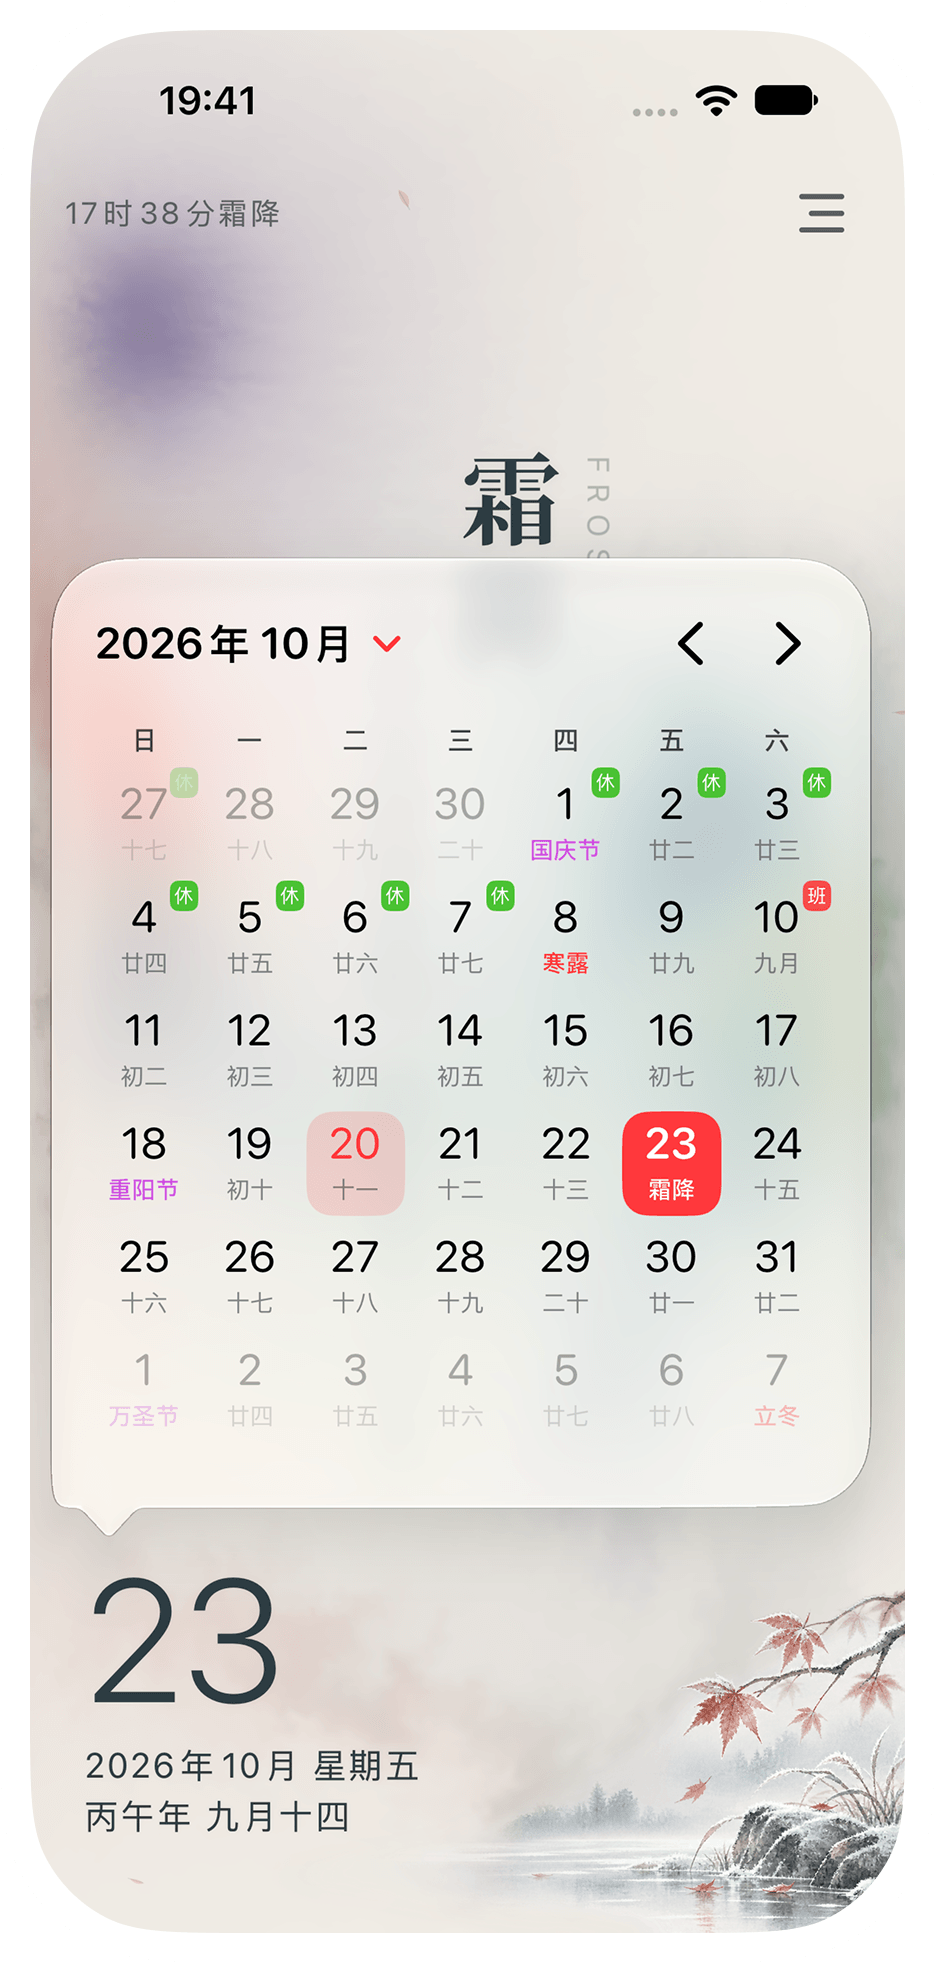 19:41
17时38分霜降
霜
FROS
2026年10月
日 一 二 三 四 五 六
27 休 28 29 30 1 休 2 休 3 休
十七 十八 十九 二十 国庆节 廿二 廿三
4 休 5 休 6 休 7 休 8 9 10 班
廿四 廿五 廿六 廿七 寒露 廿九 九月
11 12 13 14 15 16 17
初二 初三 初四 初五 初六 初七 初八
18 19 20 21 22 23 24
重阳节 初十 十一 十二 十三 霜降 十五
25 26 27 28 29 30 31
十六 十七 十八 十九 二十 廿一 廿二
1 2 3 4 5 6 7
万圣节 廿四 廿五 廿六 廿七 廿八 立冬
23
2026年10月 星期五
丙午年 九月十四